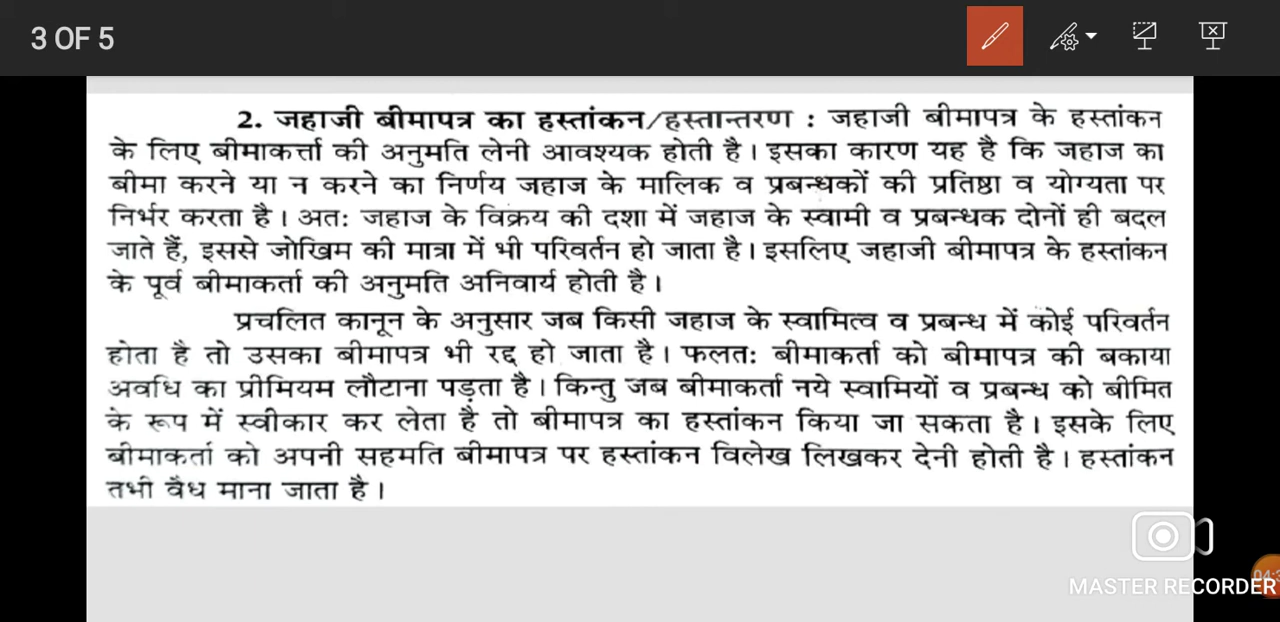 3 OF 5
2. जहाजी बीमापत्र का हस्तांकन/हस्तान्तरण : जहाजी बीमापत्र के हस्तांकन
के लिए बीमाकर्त्ता की अनुमति लेनी आवश्यक होती है। इसका कारण यह है कि जहाज का
बीमा करने या न करने का निर्णय जहाज के मालिक व प्रबन्धकों की प्रतिष्ठा व योग्यता पर
निर्भर करता है। अत: जहाज के विक्रय की दशा में जहाज के स्वामी व प्रबन्धक दोनों ही बदल
जाते हैं, इससे जोखिम की मात्रा में भी परिवर्तन हो जाता है। इसलिए जहाजी बीमापत्र के हस्तांकन
के पूर्व बीमाकर्ता की अनुमति अनिवार्य होती है।
प्रचलित कानून के अनुसार जब किसी जहाज के स्वामित्व व प्रबन्ध में कोई परिवर्तन
होता है तो उसका बीमापत्र भी रद्द हो जाता है। फलत: बीमाकर्ता को बीमापत्र की बकाया
अवधि का प्रीमियम लौटाना पड़ता है। किन्तु जब बीमाकर्ता नये स्वामियों व प्रबन्ध को बीमित
के रूप में स्वीकार कर लेता है तो बीमापत्र का हस्तांकन किया जा सकता है। इसके लिए
बीमाकर्ता को अपनी सहमति बीमापत्र पर हस्तांकन विलेख लिखकर देनी होती है। हस्तांकन
तभी वैध माना जाता है।
MASTER RECORDER